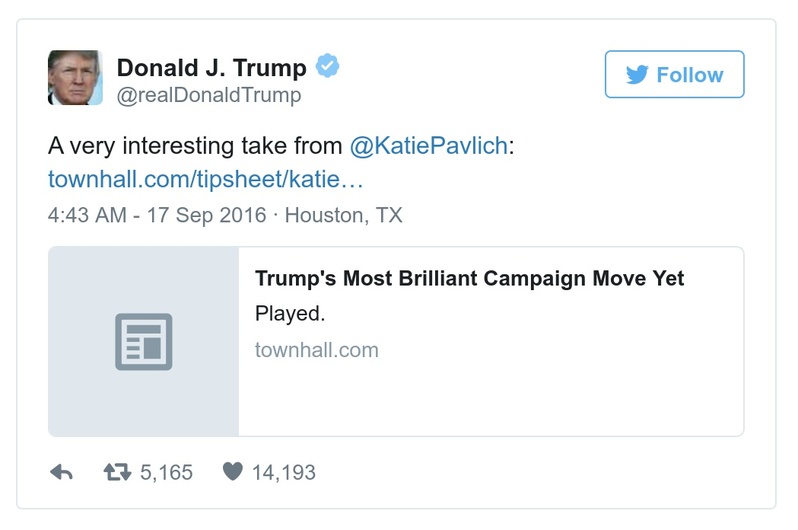 Donald J. Trump
@realDonaldTrump
Follow
A very interesting take from @KatiePavlich:
townhall.com/tipsheet/katie…
4:43 AM - 17 Sep 2016 · Houston, TX
Trump's Most Brilliant Campaign Move Yet
Played.
townhall.com
5,165 14,193